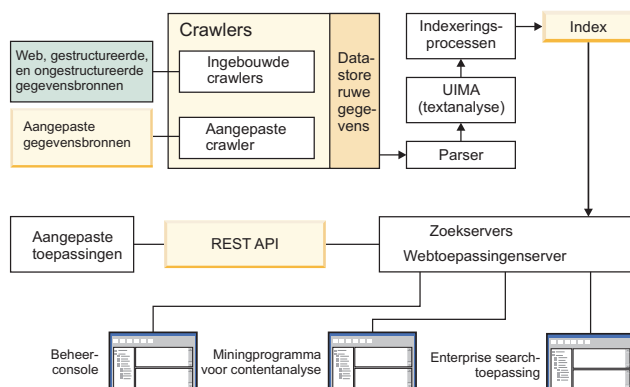 Web, gestructureerde,
en ongestructureerde
gegevensbronnen
Aangepaste
gegevensbronnen
Crawlers
Ingebouwde
crawlers
Aangepaste
crawler
Data-
store
ruwe
gege-
vens
Indexerings-
processen
UIMA
(textanalyse)
Parser
Index
Aangepaste
toepassingen
REST API
Zoekservers
Webtoepassingenserver
Beheer-
console
Miningprogramma
voor contentanalyse
Enterprise search-
toepassing